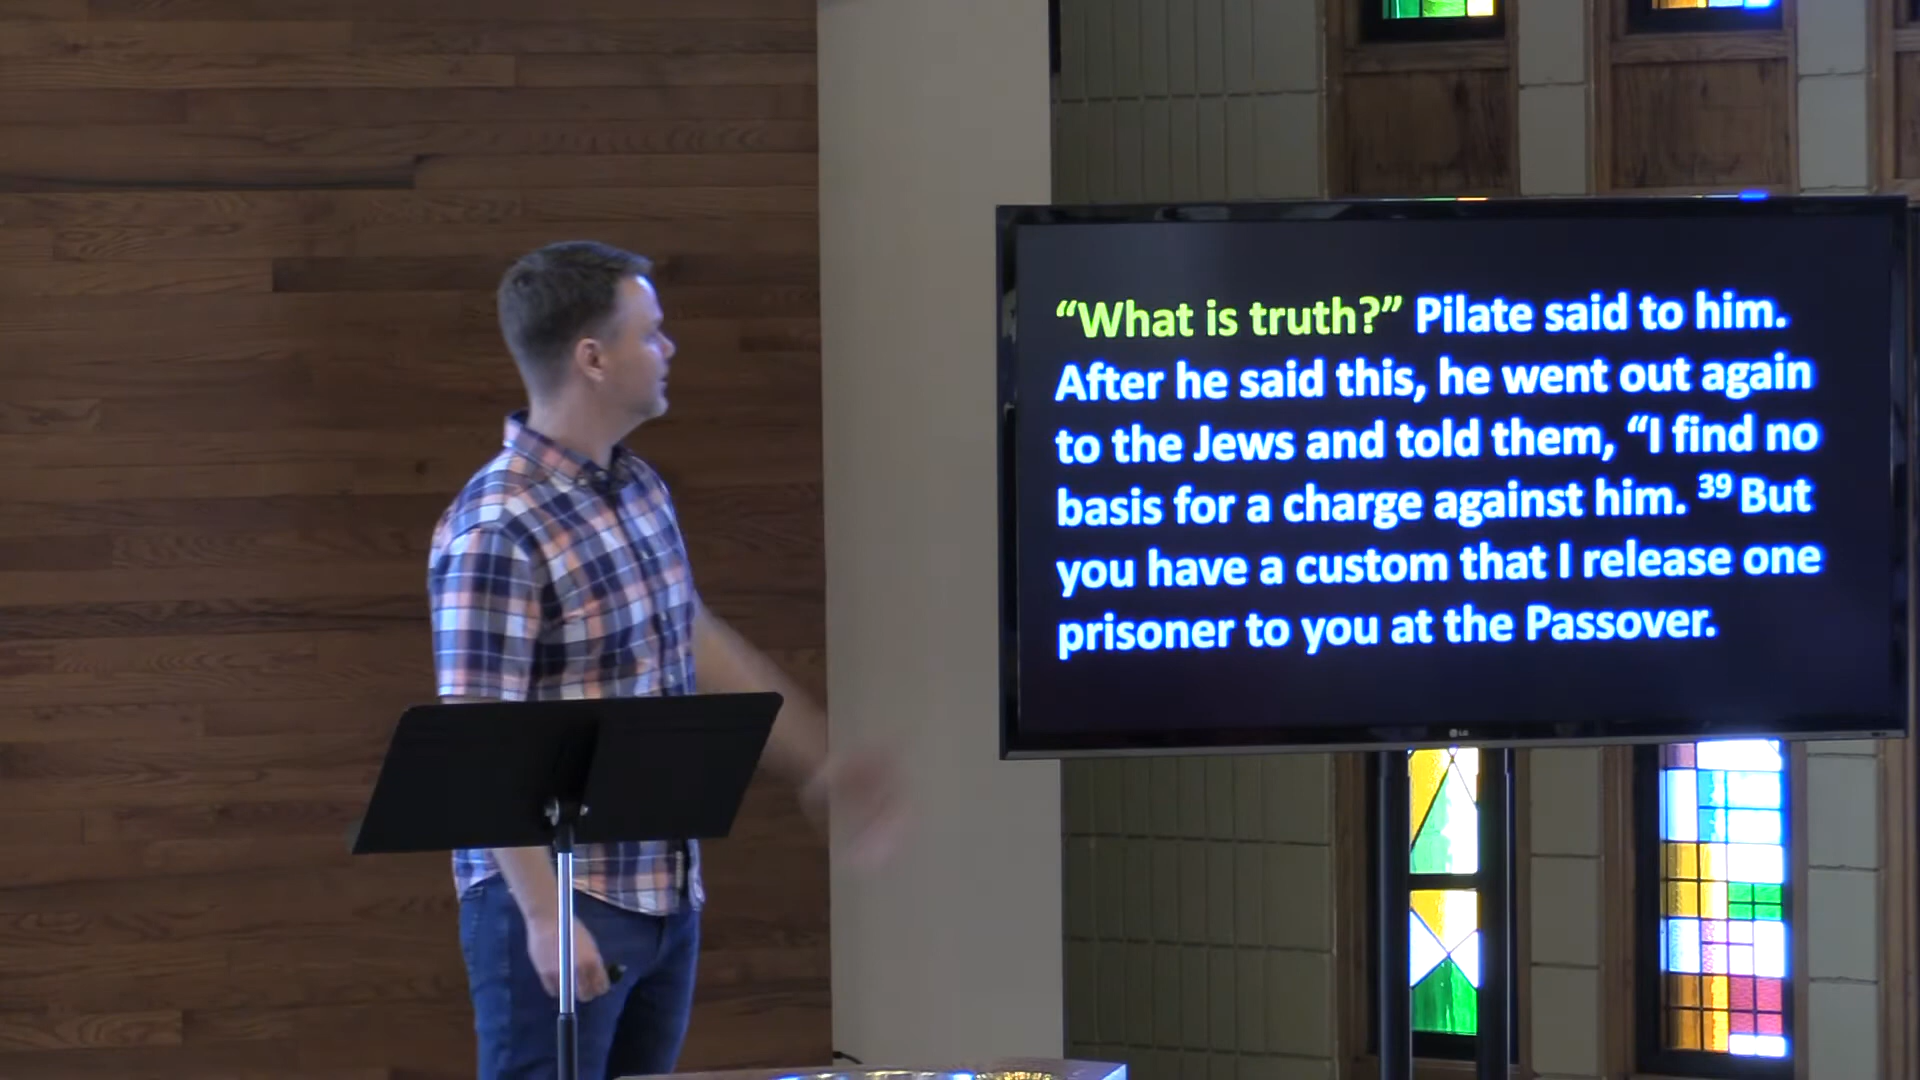 “What is truth?” Pilate said to him.
After he said this, he went out again
to the Jews and told them, “I find no
basis for a charge against him. 39 But
you have a custom that I release one
prisoner to you at the Passover.
LG